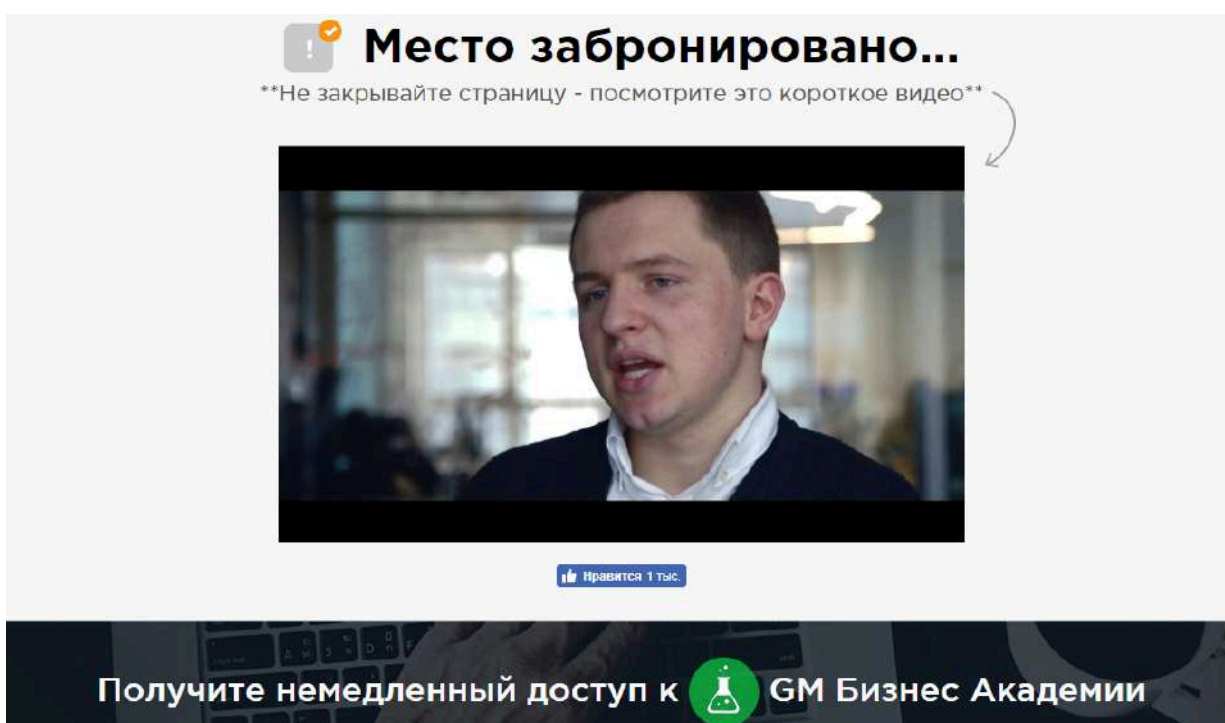 Место забронировано...
**Не закрывайте страницу - посмотрите это короткое видео**
Нравится 1 тыс.
Получите немедленный доступ к GM Бизнес Академии